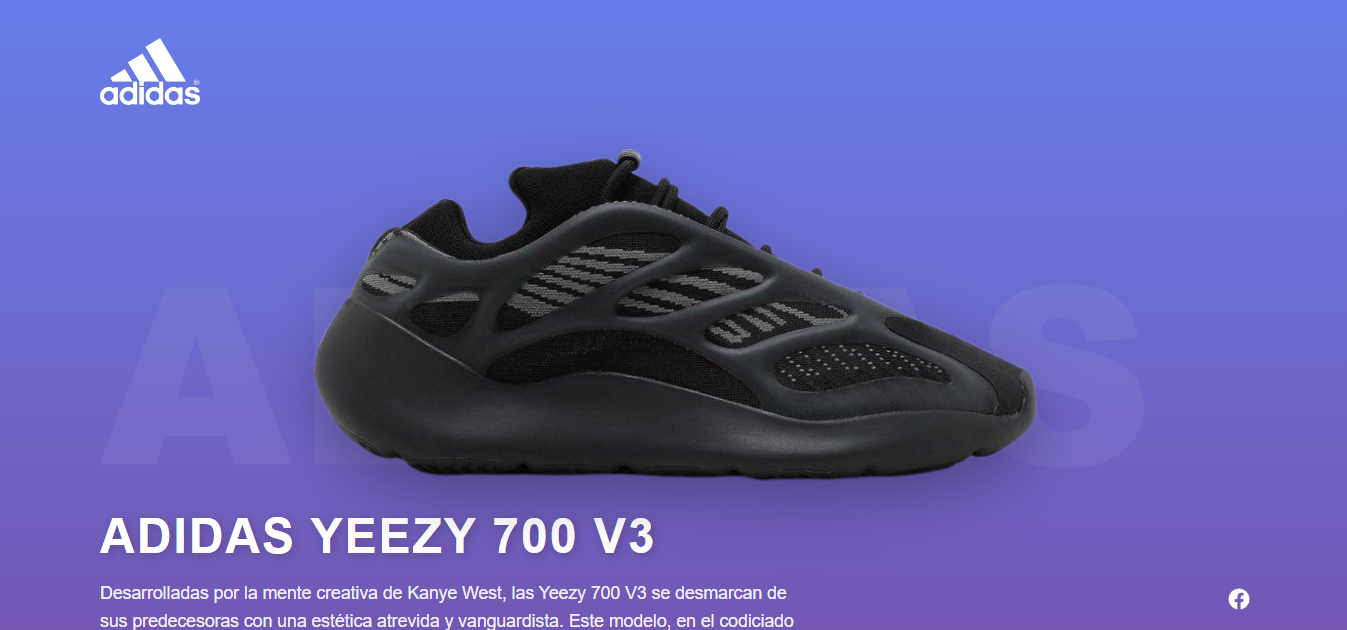 adidas®
ADIDAS
ADIDAS YEEZY 700 V3
Desarrolladas por la mente creativa de Kanye West, las Yeezy 700 V3 se desmarcan de
sus predecesoras con una estética atrevida y vanguardista. Este modelo, en el codiciado